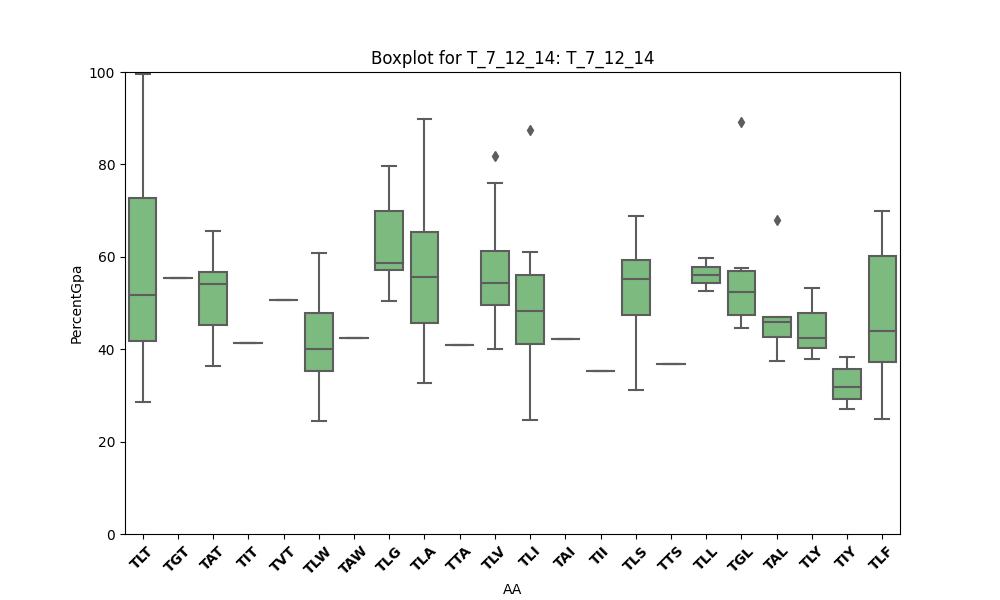 Boxplot for T_7_12_14: T_7_12_14
100
80
60
40
20
0
PercentGpa
TLT TGT TAT TIT TVT TLW TAW TLG TLA TTA TLV TLI TAI TII TLS TTS TLL TGL TAL TLY TIY TLF
AA